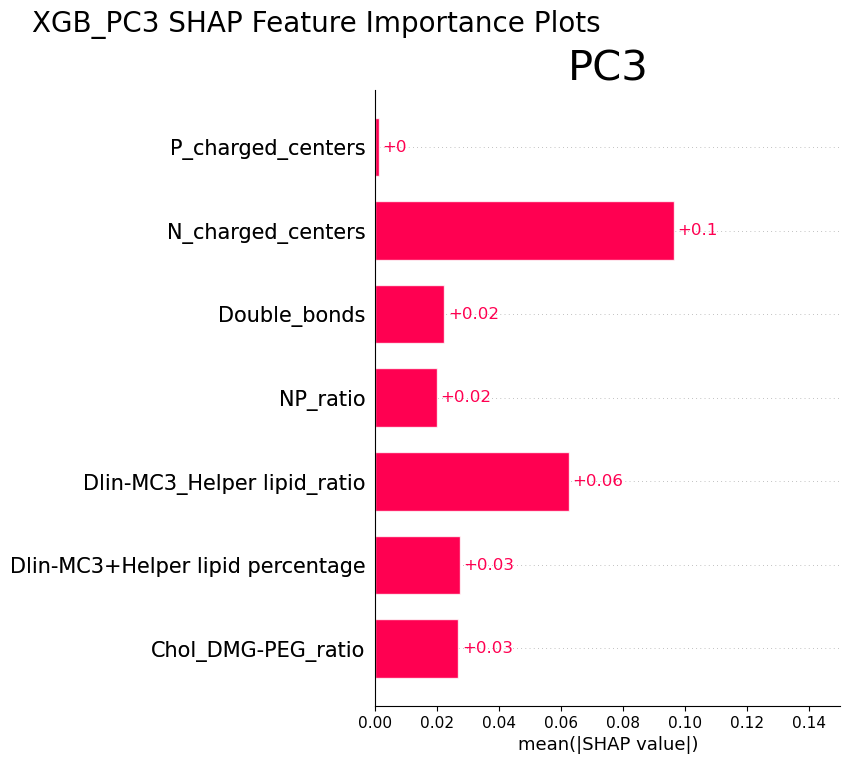 XGB_PC3 SHAP Feature Importance Plots
PC3
P_charged_centers
+0
N_charged_centers
+0.1
Double_bonds
+0.02
NP_ratio
+0.02
Dlin-MC3_Helper lipid_ratio
+0.06
Dlin-MC3+Helper lipid percentage
+0.03
Chol_DMG-PEG_ratio
+0.03
0.00 0.02 0.04 0.06 0.08 0.10 0.12 0.14
mean(|SHAP value|)